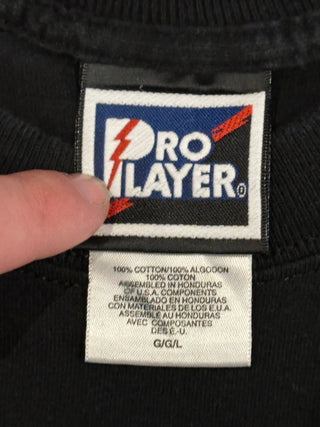 PRO
PLAYER®
100% COTTON/100% ALGODON
100% COTON
ASSEMBLED IN HONDURAS
OF U.S.A. COMPONENTS
ENSAMBLADO EN HONDURAS
CON MATERIALES DE LOS E.U.A.
ASSEMBLE AU HONDURAS
AVEC COMPOSANTES
DES É.-U.
G/G/L